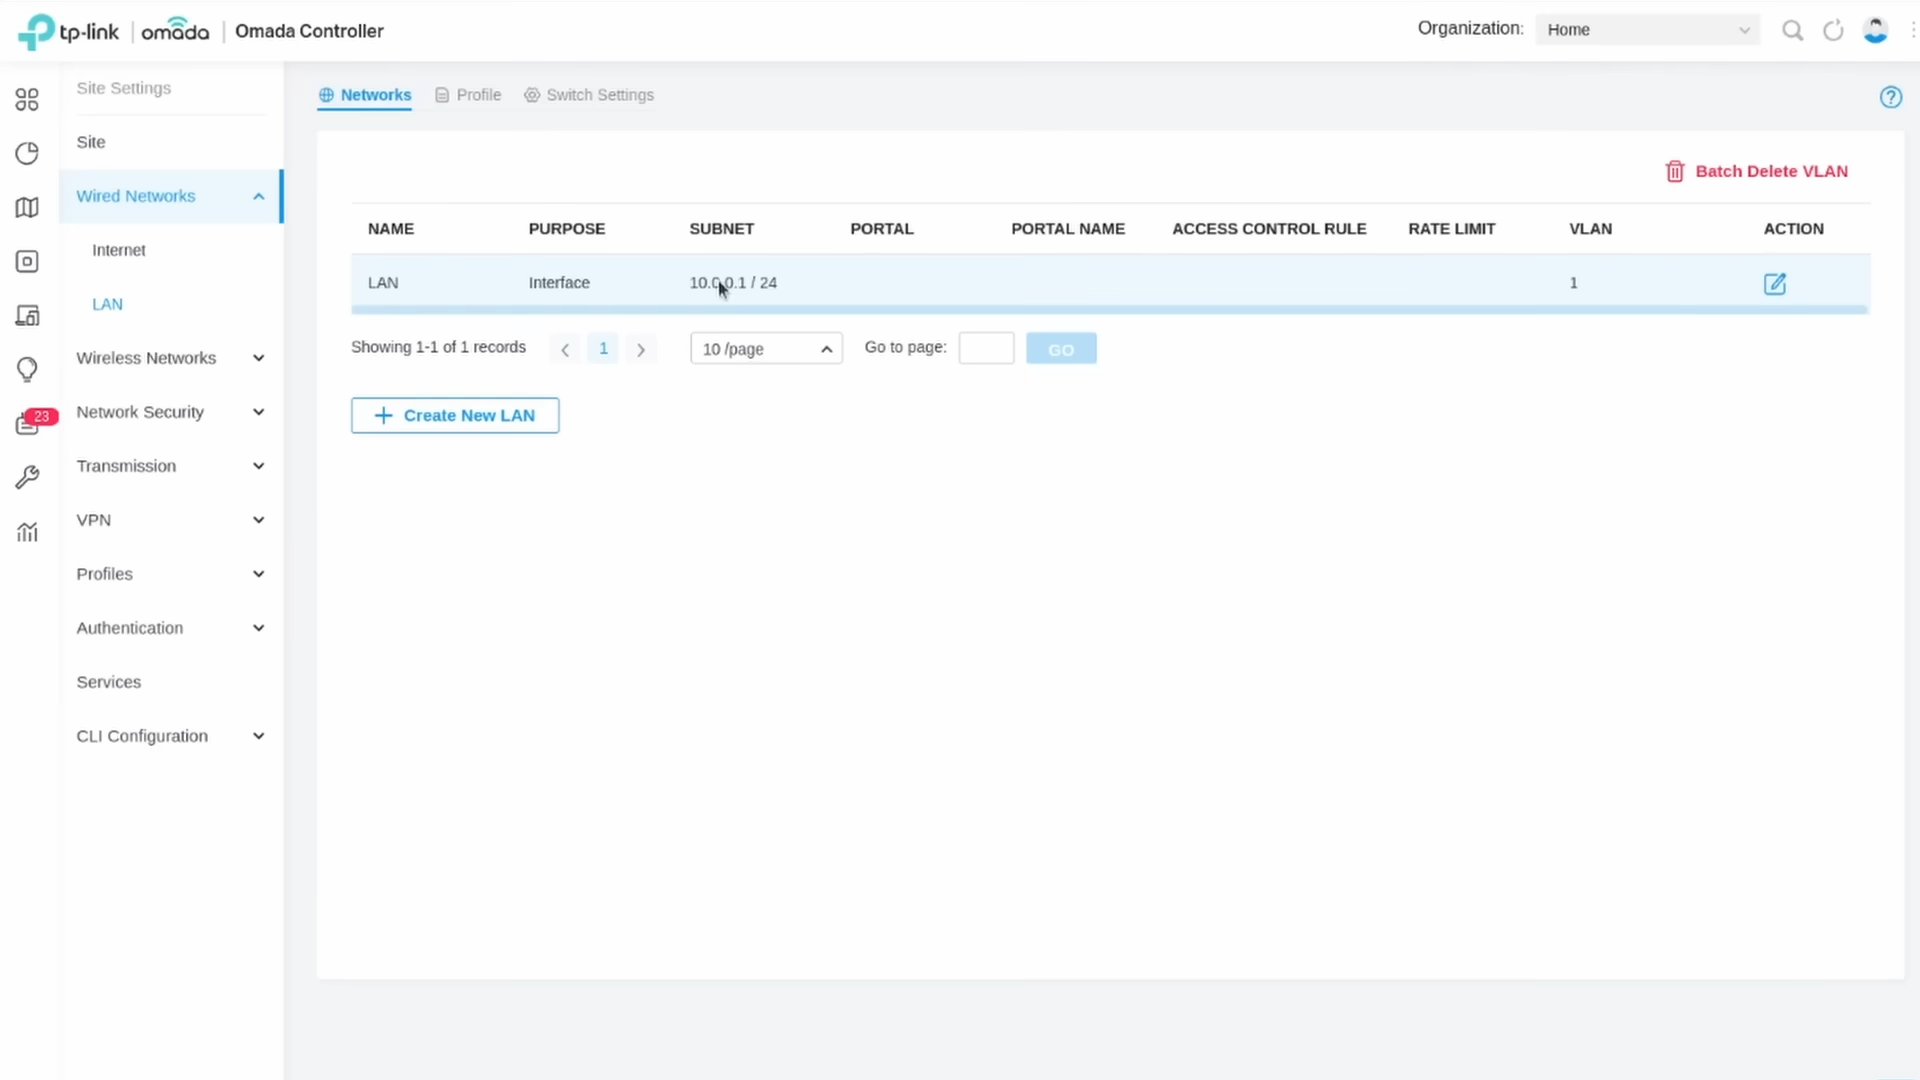 tp-link | omada | Omada Controller
Organization: Home
Site Settings
Site
Wired Networks
Internet
LAN
Wireless Networks
Network Security
23
Transmission
VPN
Profiles
Authentication
Services
CLI Configuration
Networks Profile Switch Settings
?
Batch Delete VLAN
NAME PURPOSE SUBNET PORTAL PORTAL NAME ACCESS CONTROL RULE RATE LIMIT VLAN ACTION
LAN Interface 10.0.0.1 / 24 1
Showing 1-1 of 1 records < 1 > 10 /page Go to page: GO
+ Create New LAN